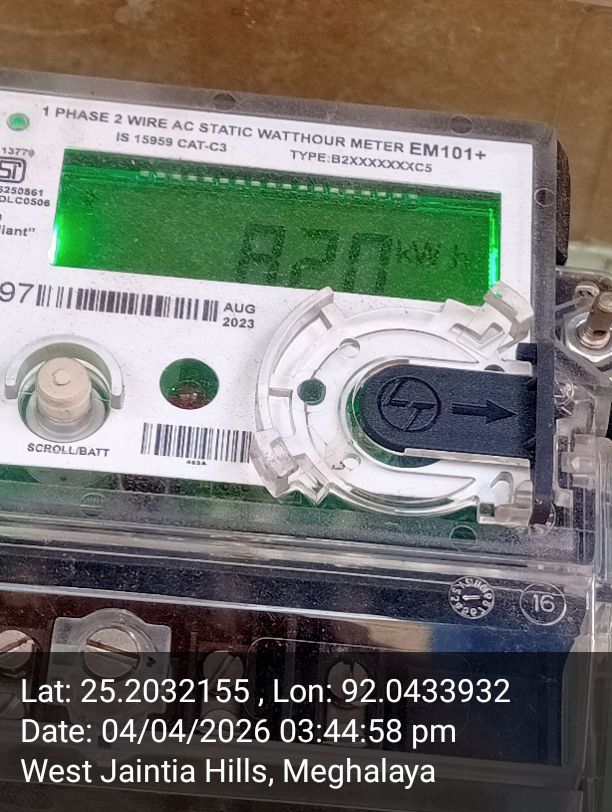 1 PHASE 2 WIRE AC STATIC WATTHOUR METER EM101+
IS 15959 CAT-C3
TYPE:B2XXXXXXXC5
13779
DLC0506
liant"
820 kWh
97
AUG
2023
SCROLL/BATT
LT
16
Lat: 25.2032155 , Lon: 92.0433932
Date: 04/04/2026 03:44:58 pm
West Jaintia Hills, Meghalaya